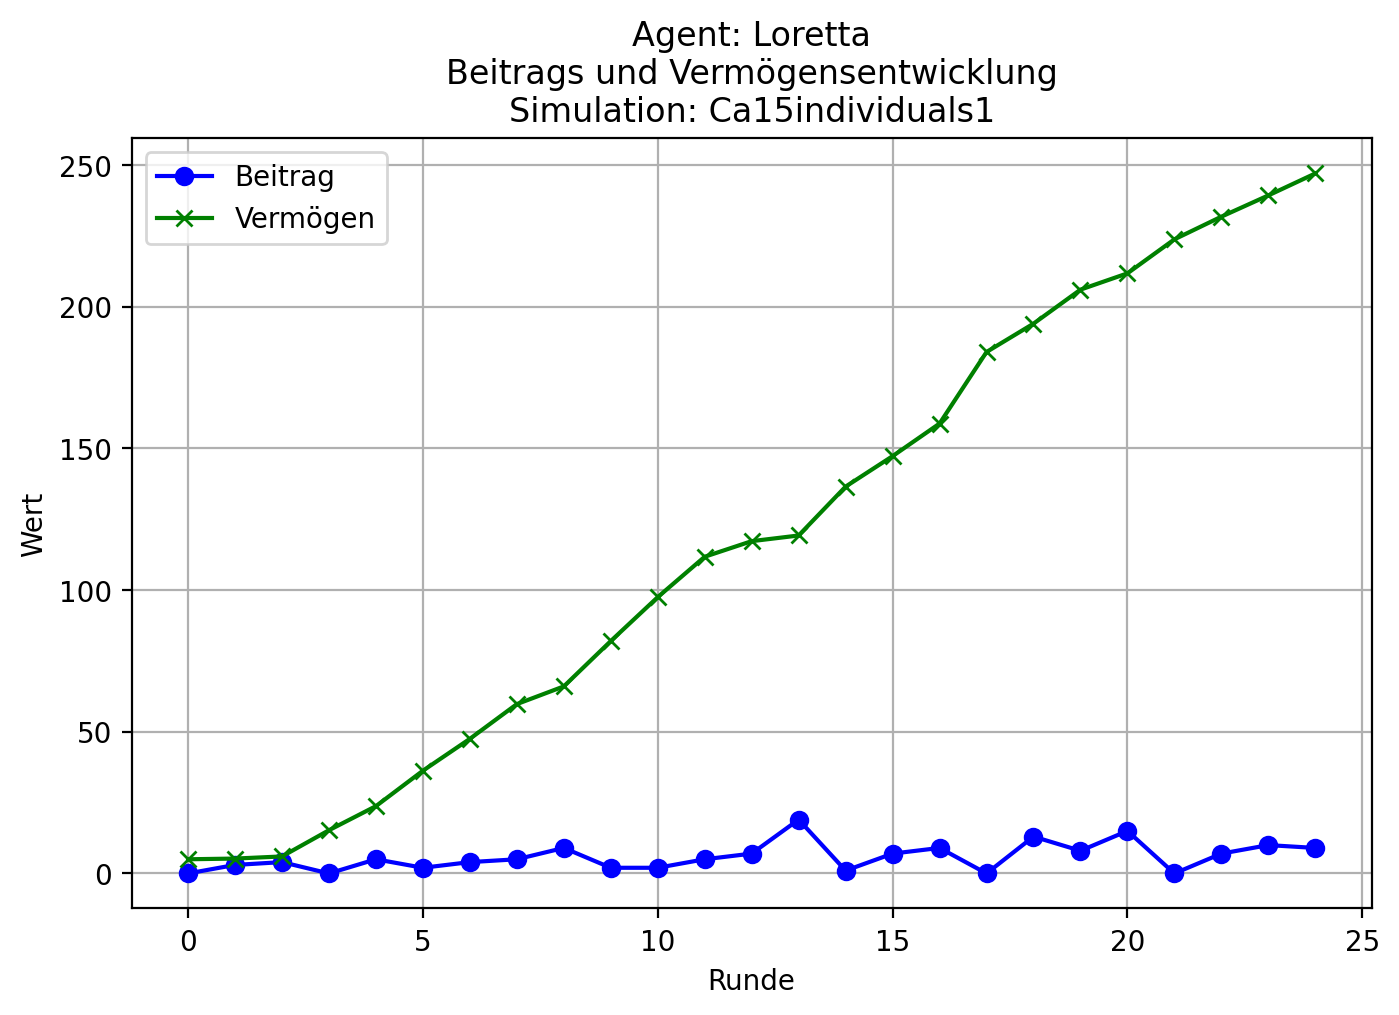 Agent: Loretta
Beitrags und Vermögensentwicklung
Simulation: Ca15individuals1
Beitrag
Vermögen
250
200
150
100
50
0
Wert
0 5 10 15 20 25
Runde